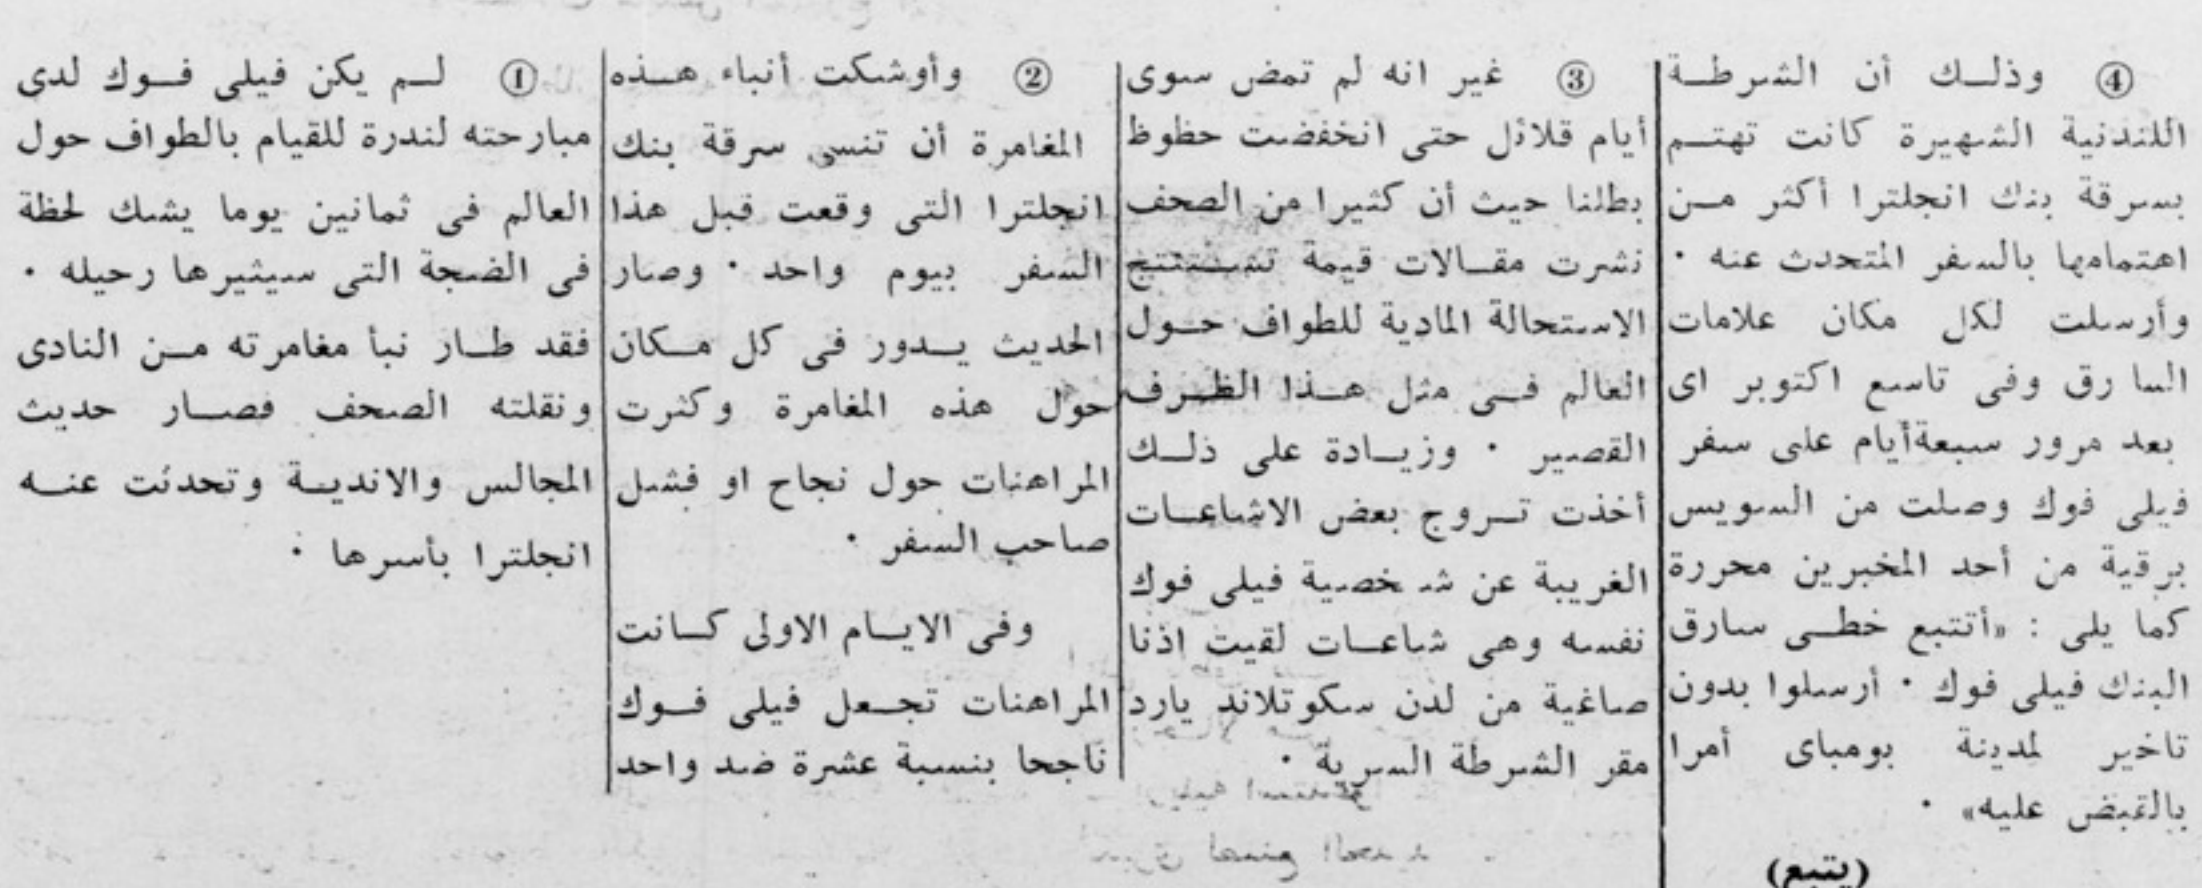 ① لم يكن فيلى فوك لدى
مبارحته لندرة للقيام بالطواف حول
العالم فى ثمانين يوما يشك لحظة
فى الضجة التى سيثيرها رحيله .
فقد طار نبأ مغامرته من النادى
ونقلته الصحف فصار حديث
المجالس والاندية وتحدثت عنه
انجلترا بأسرها .
② وأوشكت أنباء هذه
المغامرة أن تنسى سرقة بنك
انجلترا التى وقعت قبل هذا
السفر بيوم واحد . وصار
الحديث يدور فى كل مكان
حول هذه المغامرة وكثرت
المراهنات حول نجاح او فشل
صاحب السفر .
وفى الايام الاولى كانت
المراهنات تجعل فيلى فوك
ناجحا بنسبة عشرة ضد واحد
③ غير انه لم تمض سوى
أيام قلائل حتى انخفضت حظوظ
بطلنا حيث أن كثيرا من الصحف
نشرت مقالات قيمة تستنتج
الاستحالة المادية للطواف حول
العالم فى مثل هذا الظرف
القصير . وزيادة على ذلك
أخذت تروج بعض الاشاعات
الغريبة عن شخصية فيلى فوك
نفسه وهى شاعات لقيت اذنا
صاغية من لدن سكوتلاند يارد
مقر الشرطة السرية .
④ وذلك أن الشرطة
اللندنية الشهيرة كانت تهتم
بسرقة بنك انجلترا أكثر من
اهتمامها بالسفر المتحدث عنه .
وأرسلت لكل مكان علامات
السارق وفى تاسع اكتوبر اى
بعد مرور سبعةأيام على سفر
فيلى فوك وصلت من السويس
برقية من أحد المخبرين محررة
كما يلى : «أتتبع خطى سارق
البنك فيلى فوك . أرسلوا بدون
تاخير لمدينة بومباى أمرا
بالقبض عليه» .
(يتبع)